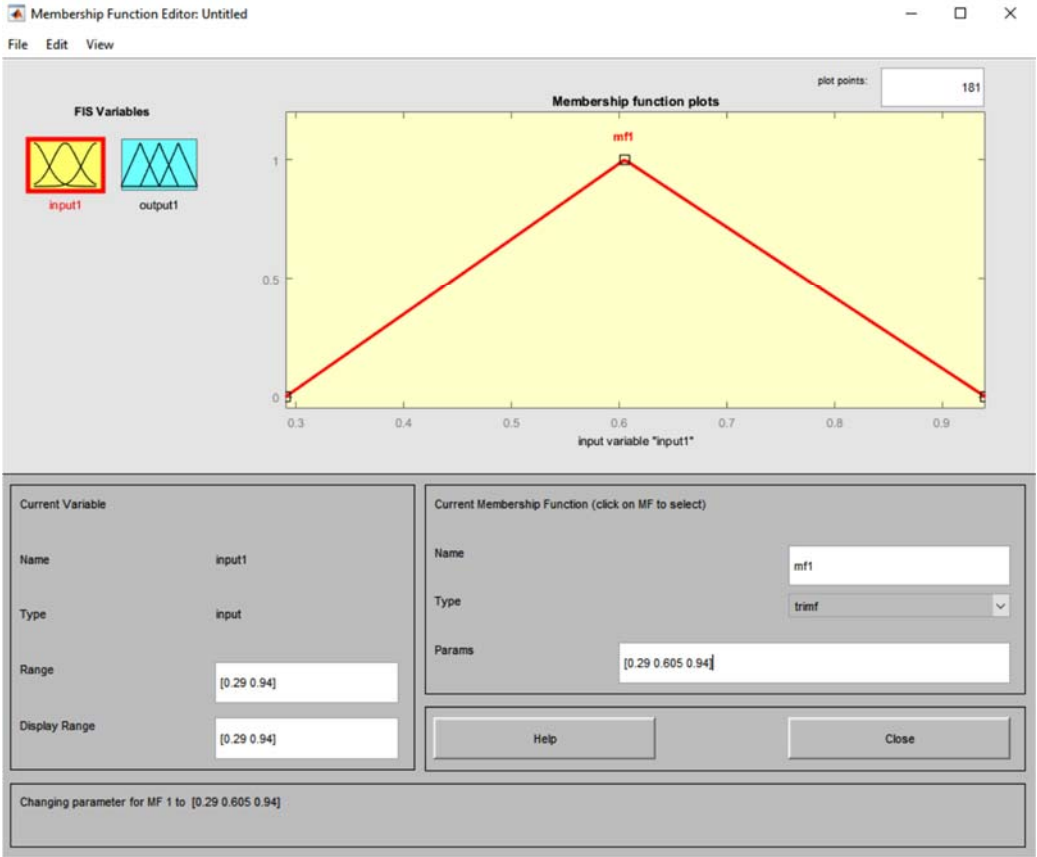 Membership Function Editor: Untitled
File Edit View
FIS Variables
input1
output1
plot points:
181
Membership function plots
mf1
1
0.5
0
0.3 0.4 0.5 0.6 0.7 0.8 0.9
input variable "input1"
Current Variable
Name input1
Type input
Range [0.29 0.94]
Display Range [0.29 0.94]
Current Membership Function (click on MF to select)
Name mf1
Type trimf
Params [0.29 0.605 0.94]
Help
Close
Changing parameter for MF 1 to [0.29 0.605 0.94]